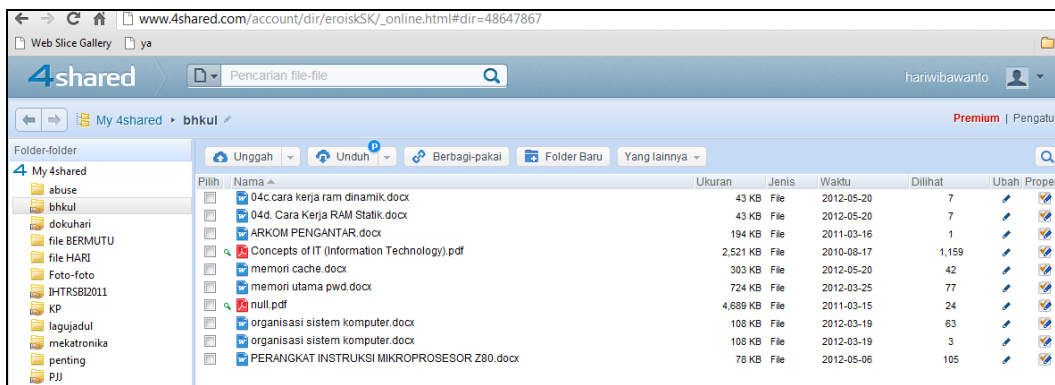 www.4shared.com/account/dir/eroiskSK/_online.html#dir=48647867
Web Slice Gallery ya
4shared Pencarian file-file hariwibawanto
My 4shared bhkul Premium | Pengatu
Folder-folder
Unggah Unduh P Berbagi-pakai Folder Baru Yang lainnya
My 4shared
abuse
bhkul
dokuhari
file BERMUTU
file HARI
Foto-foto
IHTRSBI2011
KP
lagujadul
mekatronika
penting
PJJ
Pilih Nama Ukuran Jenis Waktu Dilihat Ubah Prope
04c.cara kerja ram dinamik.docx 43 KB File 2012-05-20 7
04d. Cara Kerja RAM Statik.docx 43 KB File 2012-05-20 7
ARKOM PENGANTAR.docx 194 KB File 2011-03-16 1
Concepts of IT (Information Technology).pdf 2,521 KB File 2010-08-17 1,159
memori cache.docx 303 KB File 2012-05-20 42
memori utama pwd.docx 724 KB File 2012-03-25 77
null.pdf 4,689 KB File 2011-03-15 24
organisasi sistem komputer.docx 108 KB File 2012-03-19 63
organisasi sistem komputer.docx 108 KB File 2012-03-19 3
PERANGKAT INSTRUKSI MIKROPROSESOR Z80.docx 78 KB File 2012-05-06 105